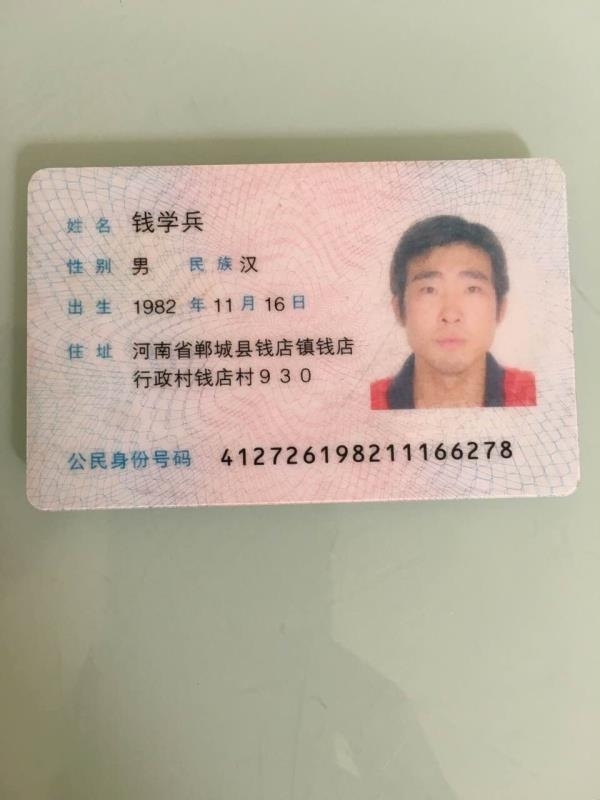 姓名 钱学兵
性别 男 民族 汉
出生 1982 年 11 月 16 日
住址 河南省郸城县钱店镇钱店
行政村钱店村930
公民身份号码 412726198211166278